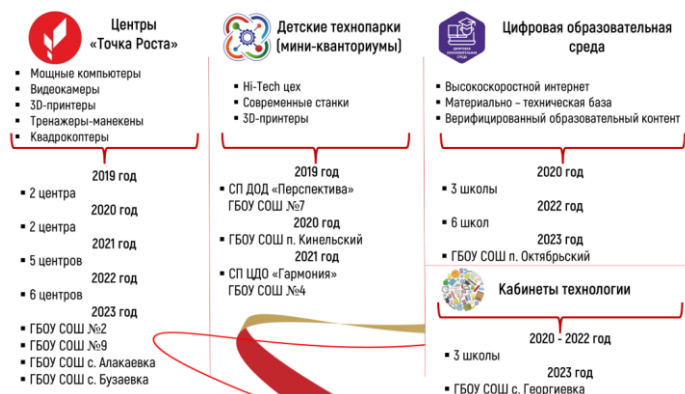 Центры
«Точка Роста»
▪ Мощные компьютеры
▪ Видеокамеры
▪ 3D-принтеры
▪ Тренажеры-манекены
▪ Квадрокоптеры
2019 год
▪ 2 центра
2020 год
▪ 2 центра
2021 год
▪ 5 центров
2022 год
▪ 6 центров
2023 год
▪ ГБОУ СОШ №2
▪ ГБОУ СОШ №9
▪ ГБОУ СОШ с. Алакаевка
▪ ГБОУ СОШ с. Бузаевка
Детские технопарки
(мини-кванториумы)
▪ Hi-Tech цех
▪ Современные станки
▪ 3D-принтеры
2019 год
▪ СП ДОД «Перспектива»
ГБОУ СОШ №7
2020 год
▪ ГБОУ СОШ п. Кинельский
2021 год
▪ СП ЦДО «Гармония»
ГБОУ СОШ №4
ЦИФРОВАЯ
ОБРАЗОВАТЕЛЬНАЯ
СРЕДА
Цифровая образовательная
среда
▪ Высокоскоростной интернет
▪ Материально – техническая база
▪ Верифицированный образовательный контент
2020 год
▪ 3 школы
2022 год
▪ 6 школ
2023 год
▪ ГБОУ СОШ п. Октябрьский
Кабинеты технологии
2020 - 2022 год
▪ 3 школы
2023 год
▪ ГБОУ СОШ с. Георгиевка